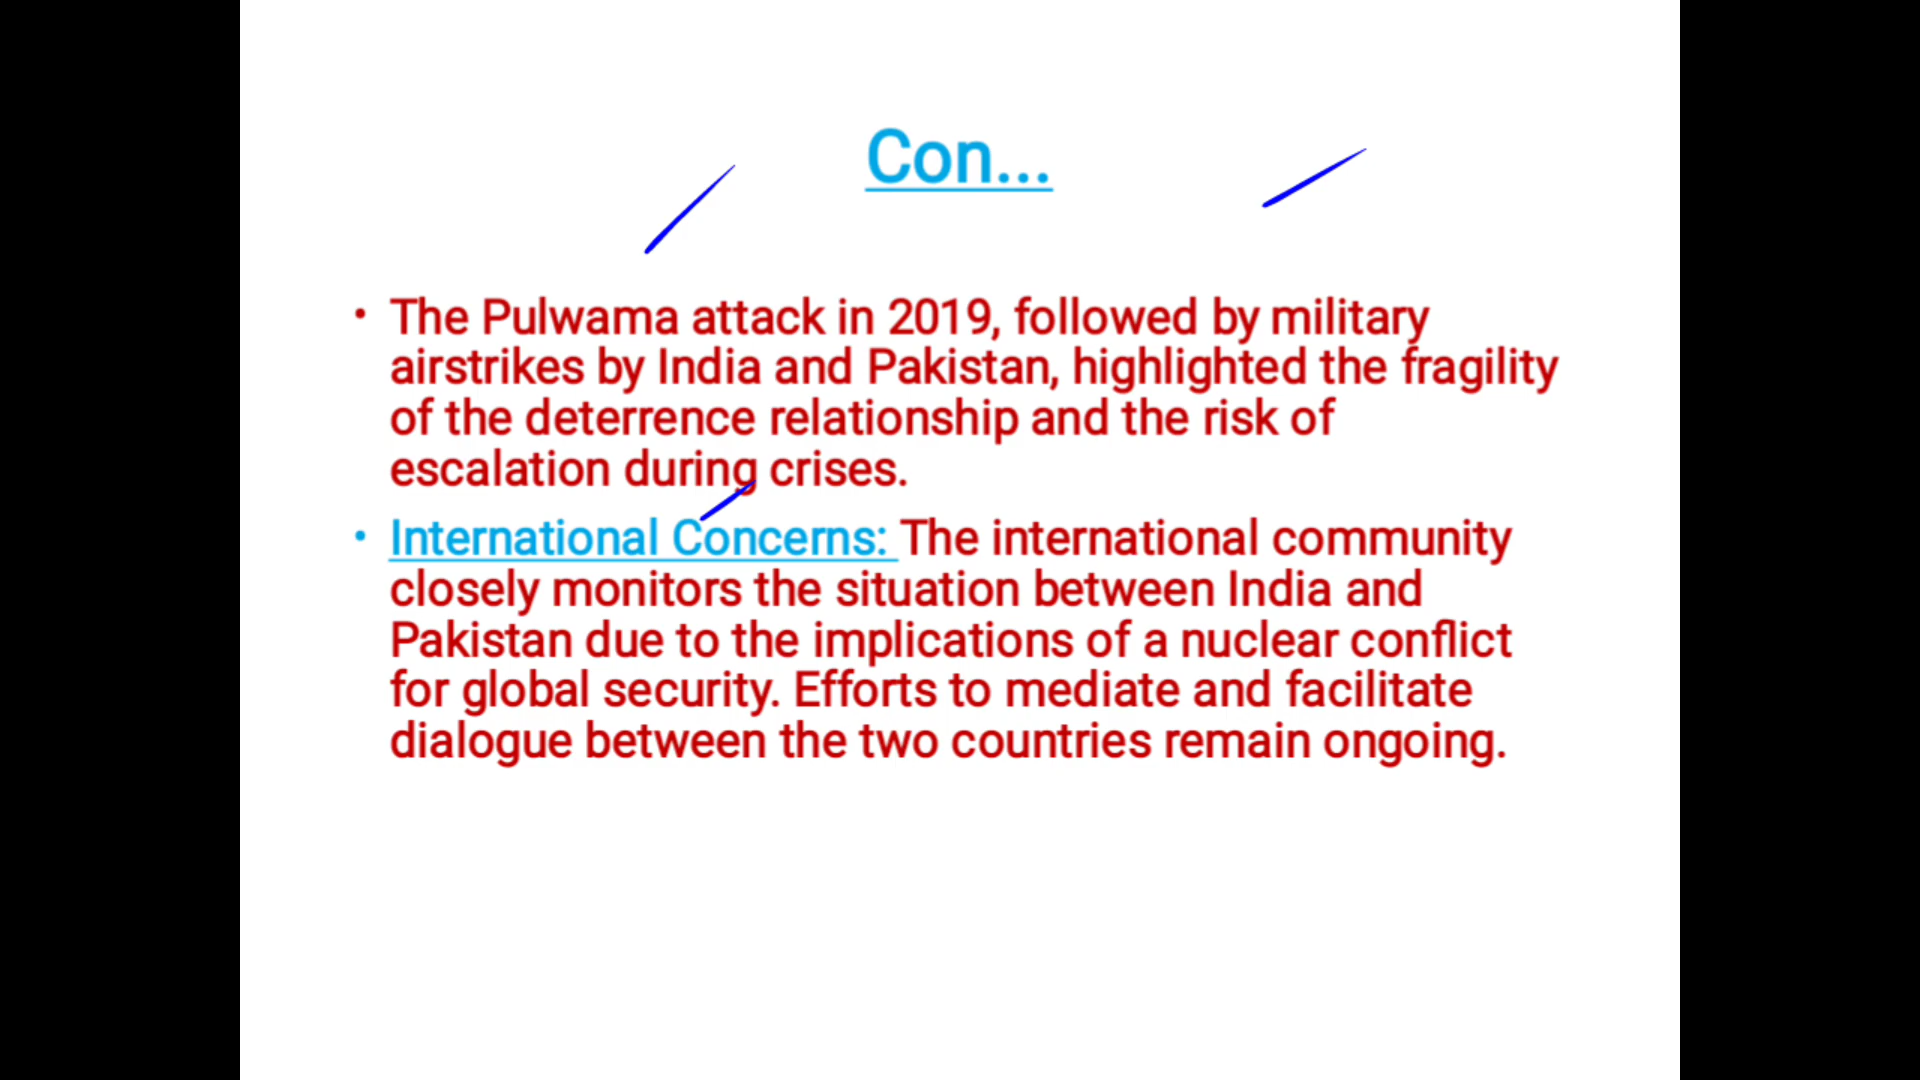 Con...
• The Pulwama attack in 2019, followed by military
airstrikes by India and Pakistan, highlighted the fragility
of the deterrence relationship and the risk of
escalation during crises.
• International Concerns: The international community
closely monitors the situation between India and
Pakistan due to the implications of a nuclear conflict
for global security. Efforts to mediate and facilitate
dialogue between the two countries remain ongoing.